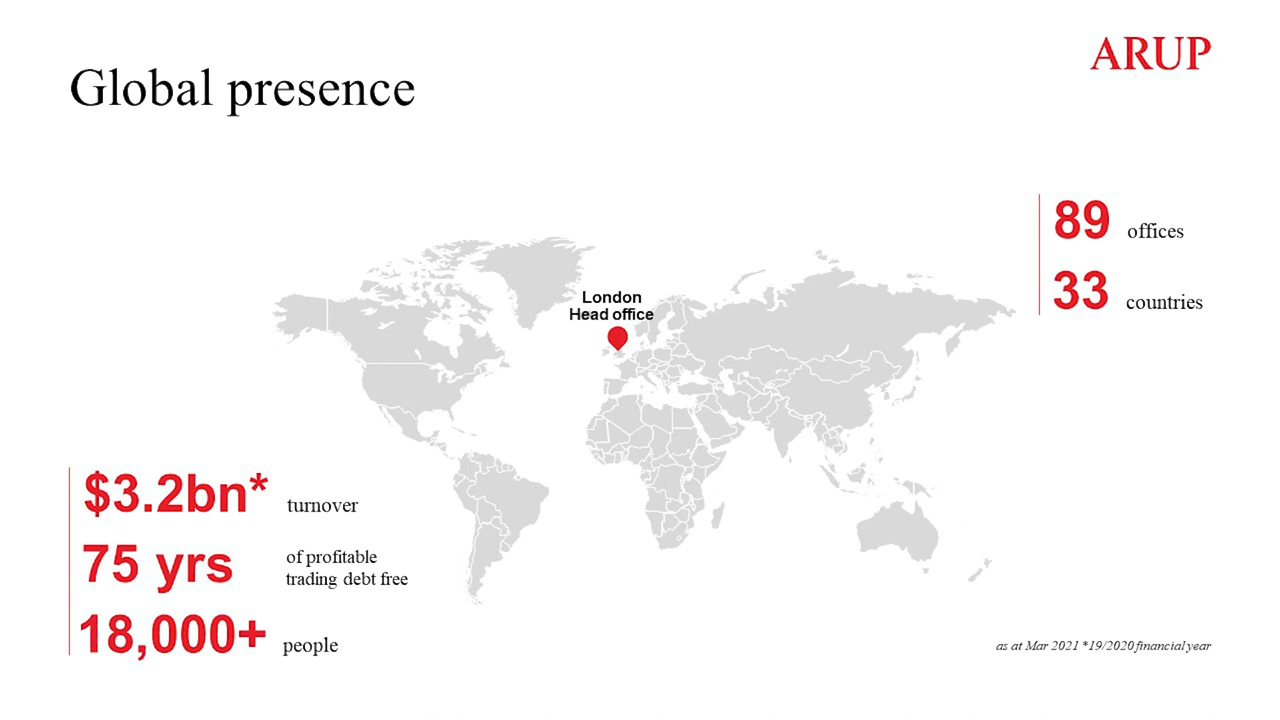 ARUP
Global presence
89 offices
33 countries
London
Head office
$3.2bn* turnover
75 yrs of profitable
trading debt free
18,000+ people
as at Mar 2021 *19/2020 financial year